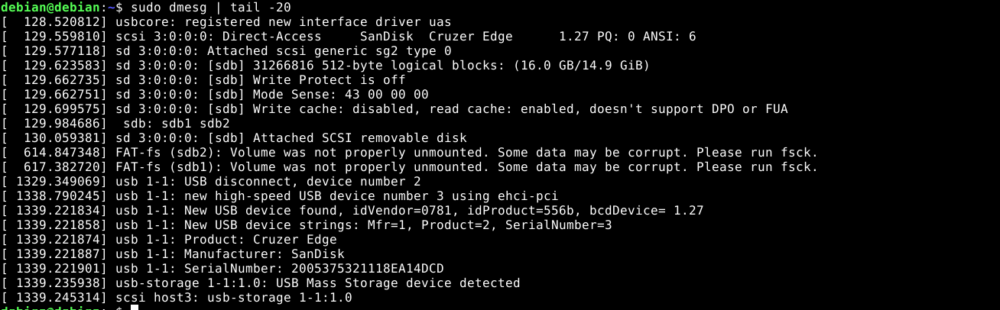 debian@debian:~$ sudo dmesg | tail -20
[  128.520812] usbcore: registered new interface driver uas
[  129.559810] scsi 3:0:0:0: Direct-Access     SanDisk  Cruzer Edge      1.27 PQ: 0 ANSI: 6
[  129.577118] sd 3:0:0:0: Attached scsi generic sg2 type 0
[  129.623583] sd 3:0:0:0: [sdb] 31266816 512-byte logical blocks: (16.0 GB/14.9 GiB)
[  129.662735] sd 3:0:0:0: [sdb] Write Protect is off
[  129.662751] sd 3:0:0:0: [sdb] Mode Sense: 43 00 00 00
[  129.699575] sd 3:0:0:0: [sdb] Write cache: disabled, read cache: enabled, doesn't support DPO or FUA
[  129.984686]  sdb: sdb1 sdb2
[  130.059381] sd 3:0:0:0: [sdb] Attached SCSI removable disk
[  614.847348] FAT-fs (sdb2): Volume was not properly unmounted. Some data may be corrupt. Please run fsck.
[  617.382720] FAT-fs (sdb1): Volume was not properly unmounted. Some data may be corrupt. Please run fsck.
[ 1329.349069] usb 1-1: USB disconnect, device number 2
[ 1338.790245] usb 1-1: new high-speed USB device number 3 using ehci-pci
[ 1339.221834] usb 1-1: New USB device found, idVendor=0781, idProduct=556b, bcdDevice= 1.27
[ 1339.221858] usb 1-1: New USB device strings: Mfr=1, Product=2, SerialNumber=3
[ 1339.221874] usb 1-1: Product: Cruzer Edge
[ 1339.221887] usb 1-1: Manufacturer: SanDisk
[ 1339.221901] usb 1-1: SerialNumber: 2005375321118EA14DCD
[ 1339.235938] usb-storage 1-1:1.0: USB Mass Storage device detected
[ 1339.245314] scsi host3: usb-storage 1-1:1.0
debian@debian:~$